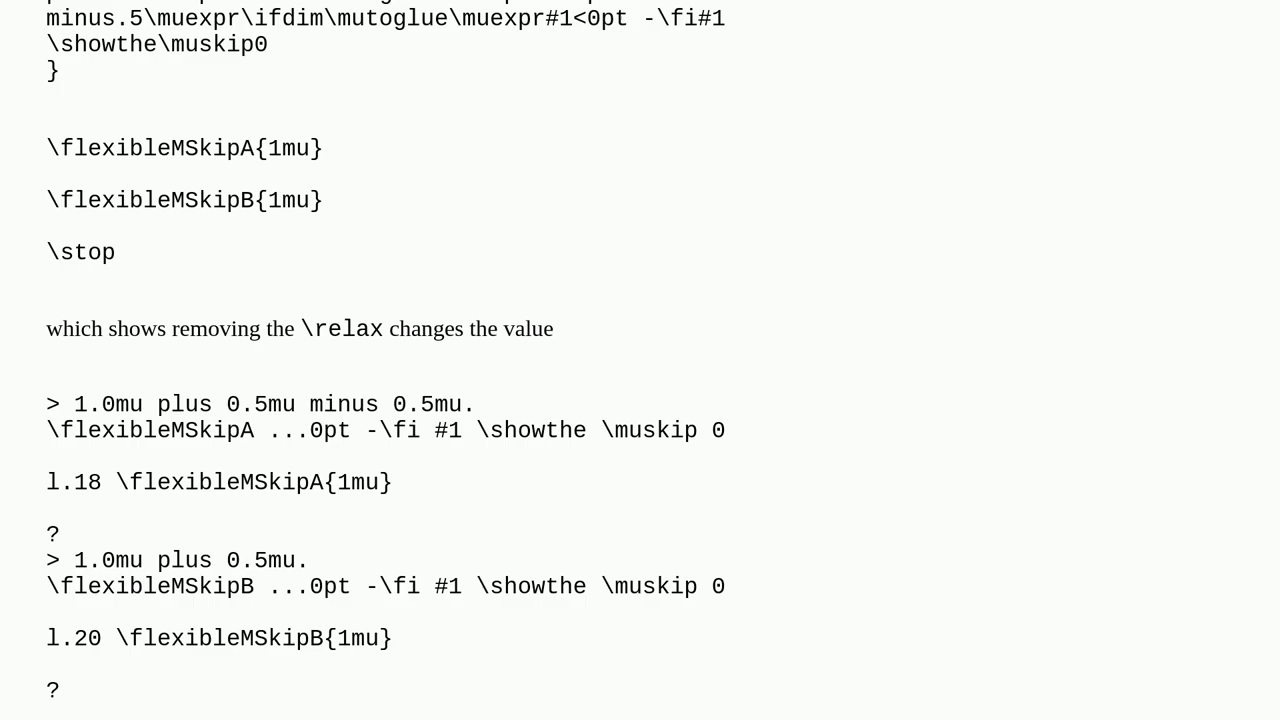 minus.5\muexpr\ifdim\mutoglue\muexpr#1<0pt -\fi#1
\showthe\muskip0
}
\flexibleMSkipA{1mu}
\flexibleMSkipB{1mu}
\stop
which shows removing the \relax changes the value
> 1.0mu plus 0.5mu minus 0.5mu.
\flexibleMSkipA ...0pt -\fi #1 \showthe \muskip 0
l.18 \flexibleMSkipA{1mu}
?
> 1.0mu plus 0.5mu.
\flexibleMSkipB ...0pt -\fi #1 \showthe \muskip 0
l.20 \flexibleMSkipB{1mu}
?